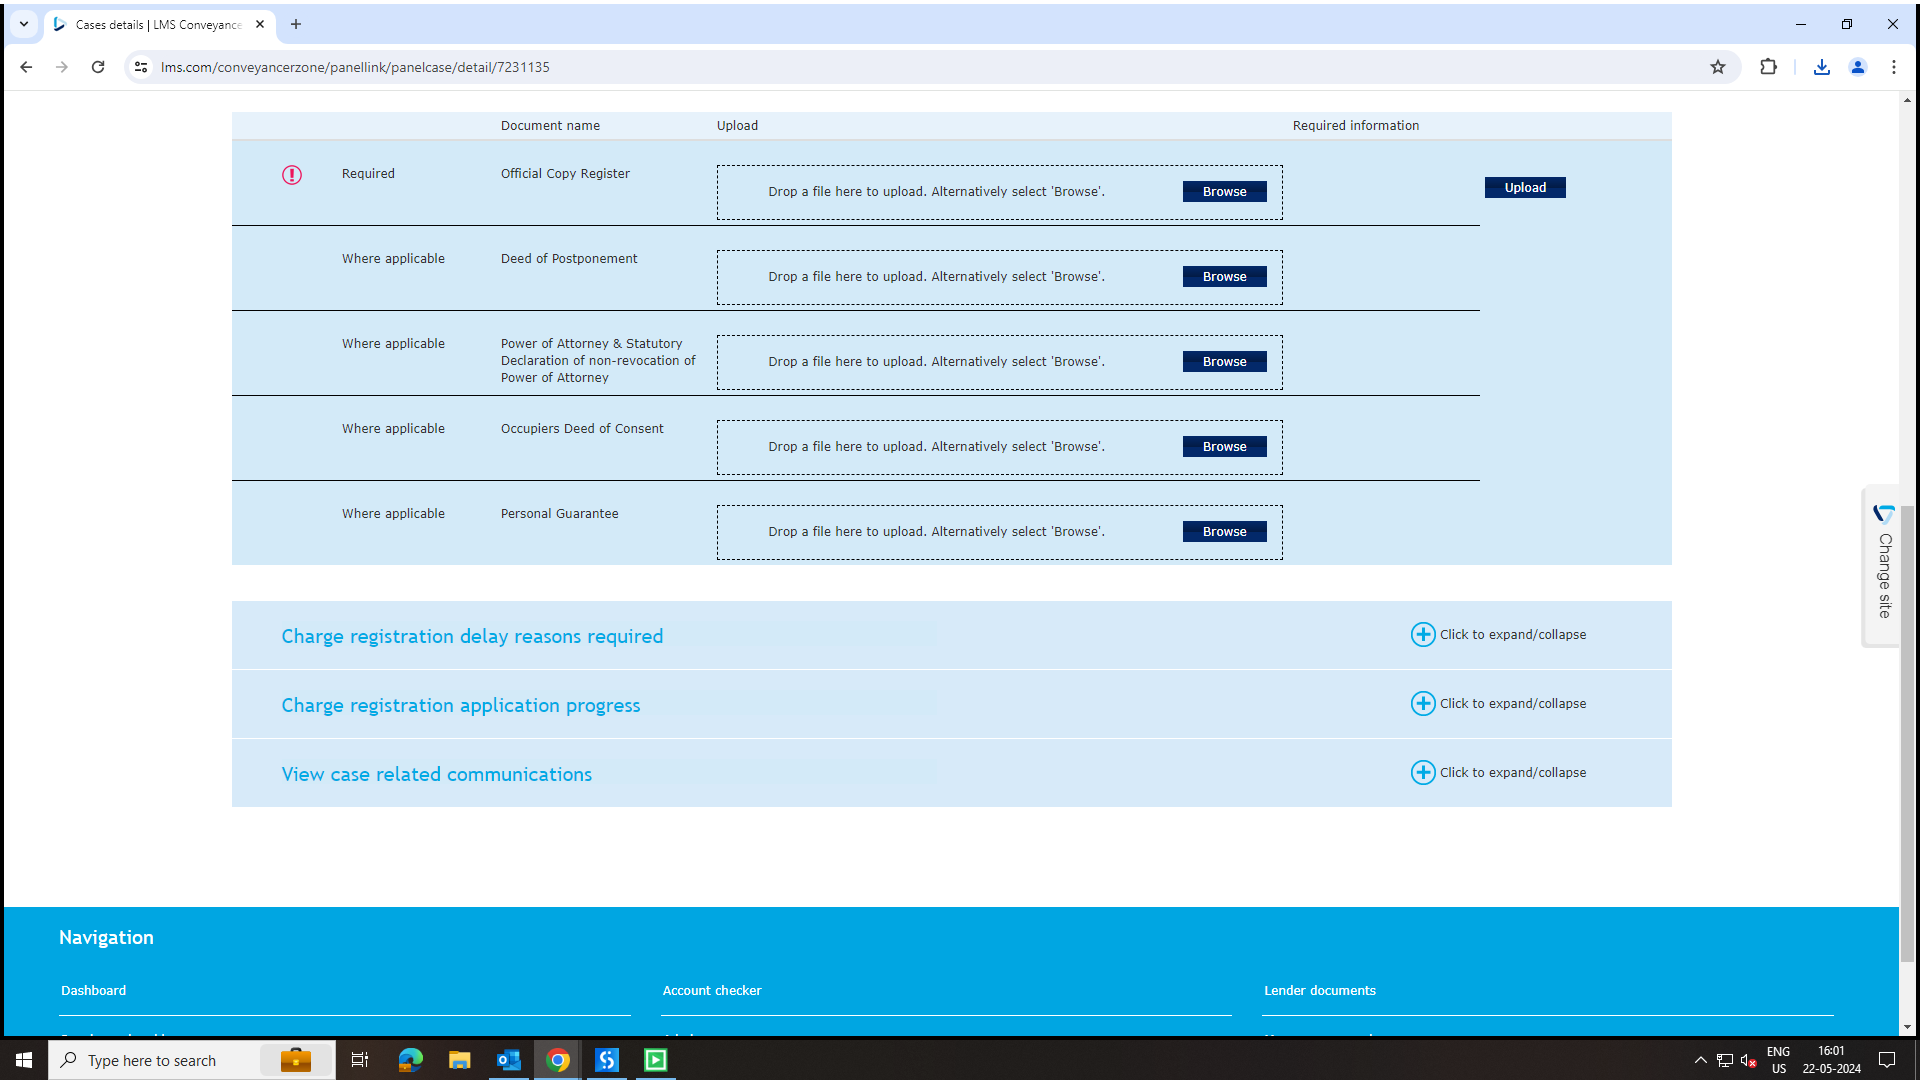 Cases details | LMS Conveyance
lms.com/conveyancerzone/panellink/panelcase/detail/7231135
Document name Upload Required information
Required Official Copy Register Drop a file here to upload. Alternatively select 'Browse'. Browse Upload
Where applicable Deed of Postponement Drop a file here to upload. Alternatively select 'Browse'. Browse
Where applicable Power of Attorney & Statutory
Declaration of non-revocation of
Power of Attorney
Drop a file here to upload. Alternatively select 'Browse'. Browse
Where applicable Occupiers Deed of Consent Drop a file here to upload. Alternatively select 'Browse'. Browse
Where applicable Personal Guarantee Drop a file here to upload. Alternatively select 'Browse'. Browse
Change site
Charge registration delay reasons required Click to expand/collapse
Charge registration application progress Click to expand/collapse
View case related communications Click to expand/collapse
Navigation
Dashboard Account checker Lender documents
Type here to search
ENG
US
16:01
22-05-2024